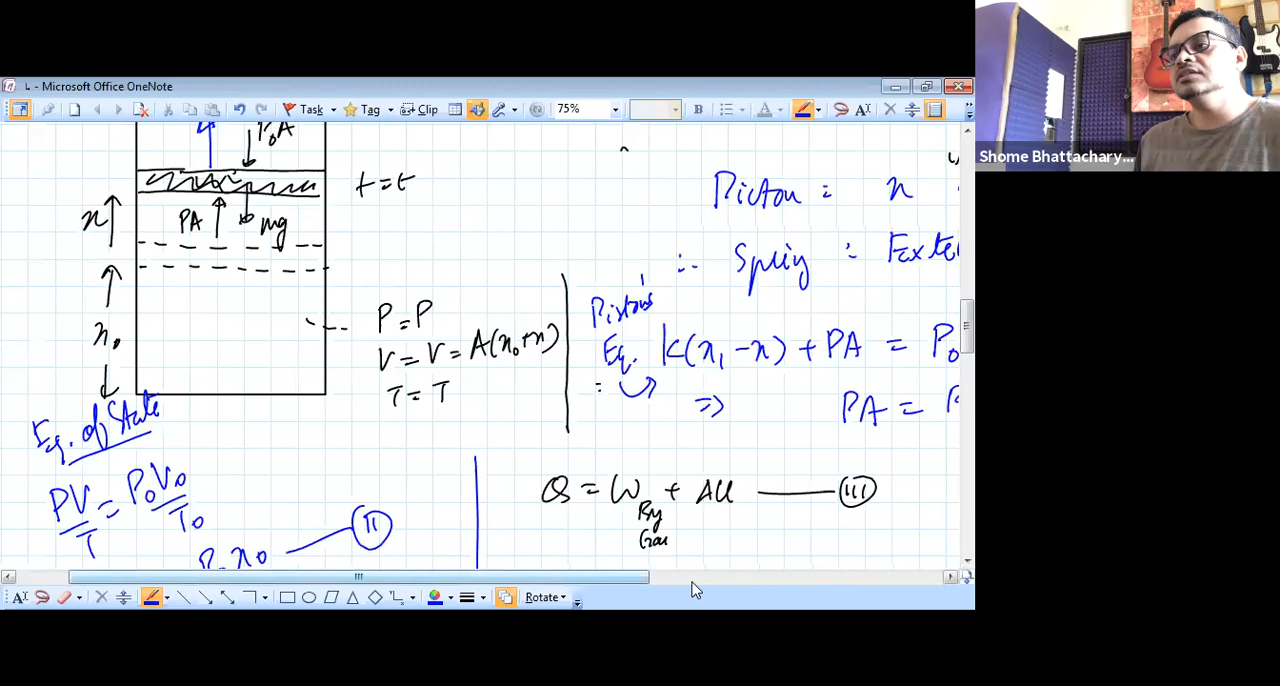 L - Microsoft Office OneNote
Task Tag Clip 75% B A
Shome Bhattachary...
P₀A
t=t
x PA mg
Piston = x
∴ Spring : Exte
x₀
P=P
V=V=A(x₀+x)
T=T
Piston's
Eq. k(x₁-x)+PA = P₀
=
⇒ PA = P
Eq. of State
PV/T = P₀V₀/T₀
x₀ —— II
Q = W + ΔU —— III
By
Gas
Rotate